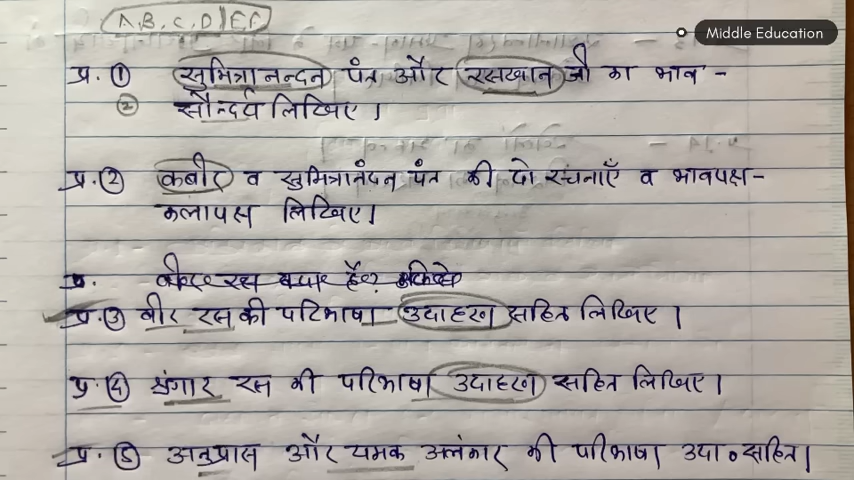 A, B, C, D | E F
Middle Education
प्र. ① सुमित्रानन्दन पंत और रसखान जी का भाव -
② सौन्दर्य लिखिए।
प्र. ② कबीर व सुमित्रानंदन पंत की दो रचनाएँ व भावपक्ष -
कलापक्ष लिखिए।
प्र. रस क्या है?
प्र. ③ वीर रस की परिभाषा उदाहरण सहित लिखिए।
प्र. ④ श्रंगार रस की परिभाषा उदाहरण सहित लिखिए।
प्र. ⑤ अनुप्रास और यमक अलंकार की परिभाषा उदा० सहित।